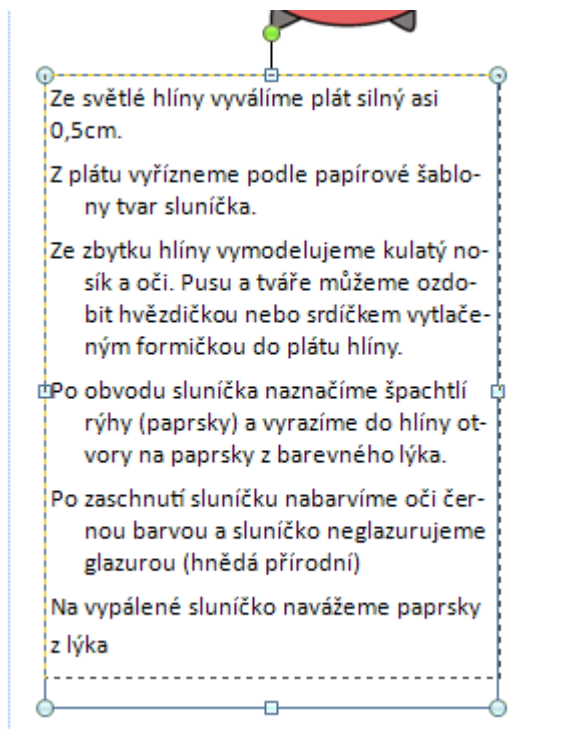 Ze světlé hlíny vyválíme plát silný asi
0,5cm.
Z plátu vyřízneme podle papírové šablo-
ny tvar sluníčka.
Ze zbytku hlíny vymodelujeme kulatý no-
sík a oči. Pusu a tváře můžeme ozdo-
bit hvězdičkou nebo srdíčkem vytlače-
ným formičkou do plátu hlíny.
Po obvodu sluníčka naznačíme špachtlí
rýhy (paprsky) a vyrazíme do hlíny ot-
vory na paprsky z barevného lýka.
Po zaschnutí sluníčku nabarvíme oči čer-
nou barvou a sluníčko neglazurujeme
glazurou (hnědá přírodní)
Na vypálené sluníčko navážeme paprsky
z lýka